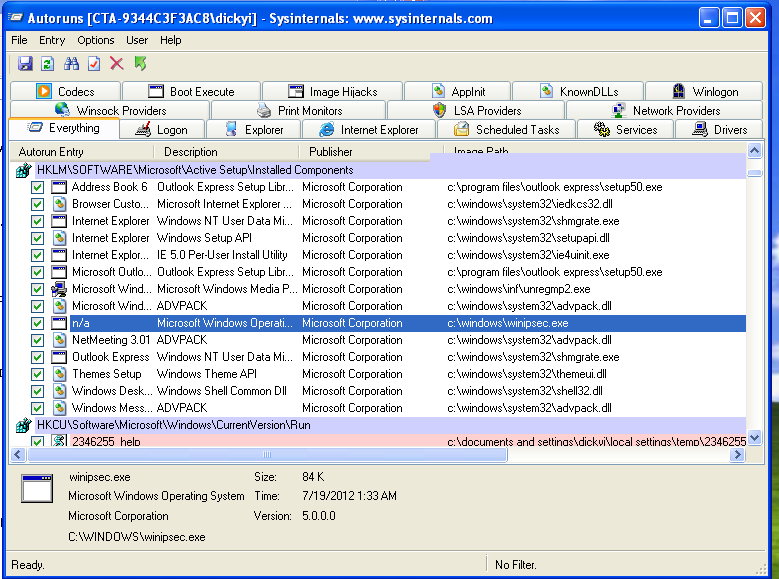 Autoruns [CTA-9344C3F3AC8\dickyi] - Sysinternals: www.sysinternals.com
File Entry Options User Help
Codecs Boot Execute Image Hijacks AppInit KnownDLLs Winlogon
Winsock Providers Print Monitors LSA Providers Network Providers
Everything Logon Explorer Internet Explorer Scheduled Tasks Services Drivers
Autorun Entry Description Publisher Image Path
HKLM\SOFTWARE\Microsoft\Active Setup\Installed Components
Address Book 6 Outlook Express Setup Libr... Microsoft Corporation c:\program files\outlook express\setup50.exe
Browser Custo... Microsoft Internet Explorer ... Microsoft Corporation c:\windows\system32\iedkcs32.dll
Internet Explorer Windows NT User Data Mi... Microsoft Corporation c:\windows\system32\shmgrate.exe
Internet Explorer Windows Setup API Microsoft Corporation c:\windows\system32\setupapi.dll
Internet Explorer IE 5.0 Per-User Install Utility Microsoft Corporation c:\windows\system32\ie4uinit.exe
Microsoft Outlo... Outlook Express Setup Libr... Microsoft Corporation c:\program files\outlook express\setup50.exe
Microsoft Wind... Microsoft Windows Media P... Microsoft Corporation c:\windows\inf\unregmp2.exe
Microsoft Wind... ADVPACK Microsoft Corporation c:\windows\system32\advpack.dll
n/a Microsoft Windows Operati... Microsoft Corporation c:\windows\winipsec.exe
NetMeeting 3.01 ADVPACK Microsoft Corporation c:\windows\system32\advpack.dll
Outlook Express Windows NT User Data Mi... Microsoft Corporation c:\windows\system32\shmgrate.exe
Themes Setup Windows Theme API Microsoft Corporation c:\windows\system32\themeui.dll
Windows Desk... Windows Shell Common Dll Microsoft Corporation c:\windows\system32\shell32.dll
Windows Mess... ADVPACK Microsoft Corporation c:\windows\system32\advpack.dll
HKCU\Software\Microsoft\Windows\CurrentVersion\Run
2346255 help c:\documents and settings\dickyi\local settings\temp\2346255
winipsec.exe Size: 84 K
Microsoft Windows Operating System Time: 7/19/2012 1:33 AM
Microsoft Corporation Version: 5.0.0.0
C:\WINDOWS\winipsec.exe
Ready. No Filter.